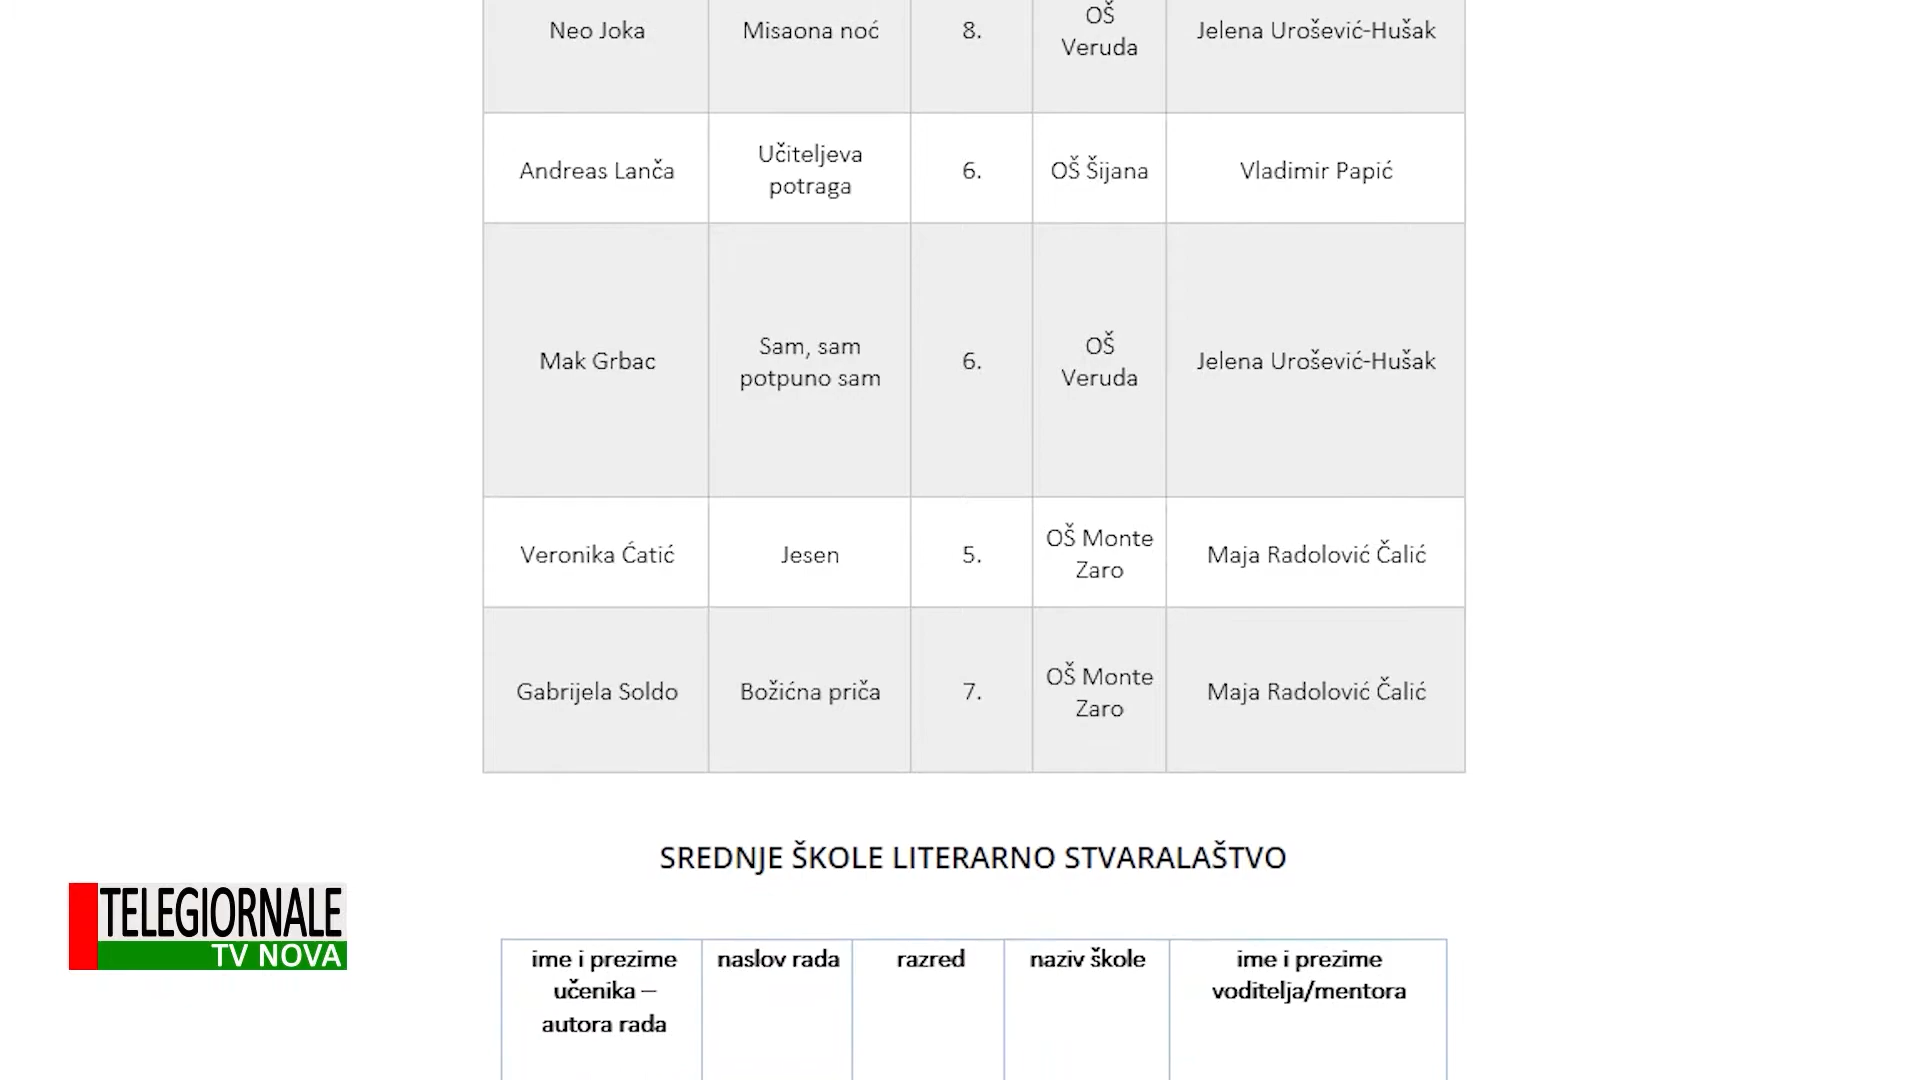 Neo Joka
Misaona noć
8.
OŠ
Veruda
Jelena Urošević-Hušak
Andreas Lanča
Učiteljeva
potraga
6.
OŠ Šijana
Vladimir Papić
Mak Grbac
Sam, sam
potpuno sam
6.
OŠ
Veruda
Jelena Urošević-Hušak
Veronika Ćatić
Jesen
5.
OŠ Monte
Zaro
Maja Radolović Čalić
Gabrijela Soldo
Božićna priča
7.
OŠ Monte
Zaro
Maja Radolović Čalić
SREDNJE ŠKOLE LITERARNO STVARALAŠTVO
ime i prezime
učenika –
autora rada
naslov rada
razred
naziv škole
ime i prezime
voditelja/mentora
TELEGIORNALE
TV NOVA